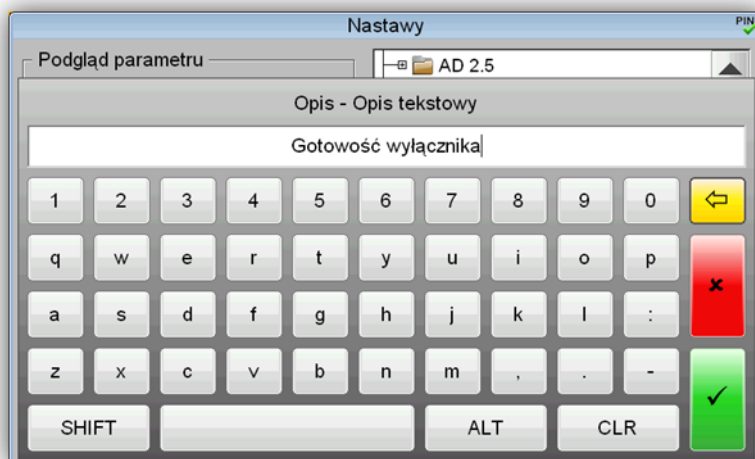 Nastawy
PIN
Podgląd parametru
AD 2.5
Opis - Opis tekstowy
Gotowość wyłącznika
1 2 3 4 5 6 7 8 9 0
q w e r t y u i o p
a s d f g h j k l :
z x c v b n m , . -
SHIFT ALT CLR